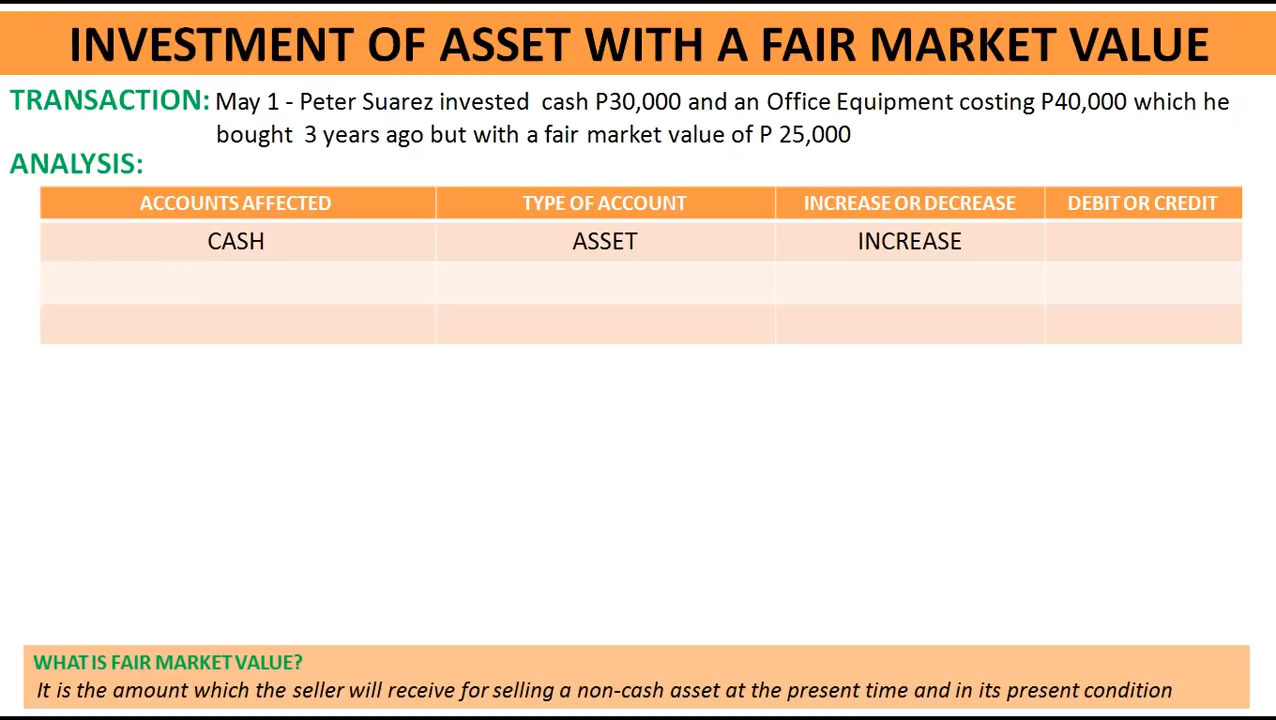 INVESTMENT OF ASSET WITH A FAIR MARKET VALUE
TRANSACTION: May 1 - Peter Suarez invested cash P30,000 and an Office Equipment costing P40,000 which he
bought 3 years ago but with a fair market value of P 25,000
ANALYSIS:
ACCOUNTS AFFECTED TYPE OF ACCOUNT INCREASE OR DECREASE DEBIT OR CREDIT
CASH ASSET INCREASE
WHAT IS FAIR MARKET VALUE?
It is the amount which the seller will receive for selling a non-cash asset at the present time and in its present condition